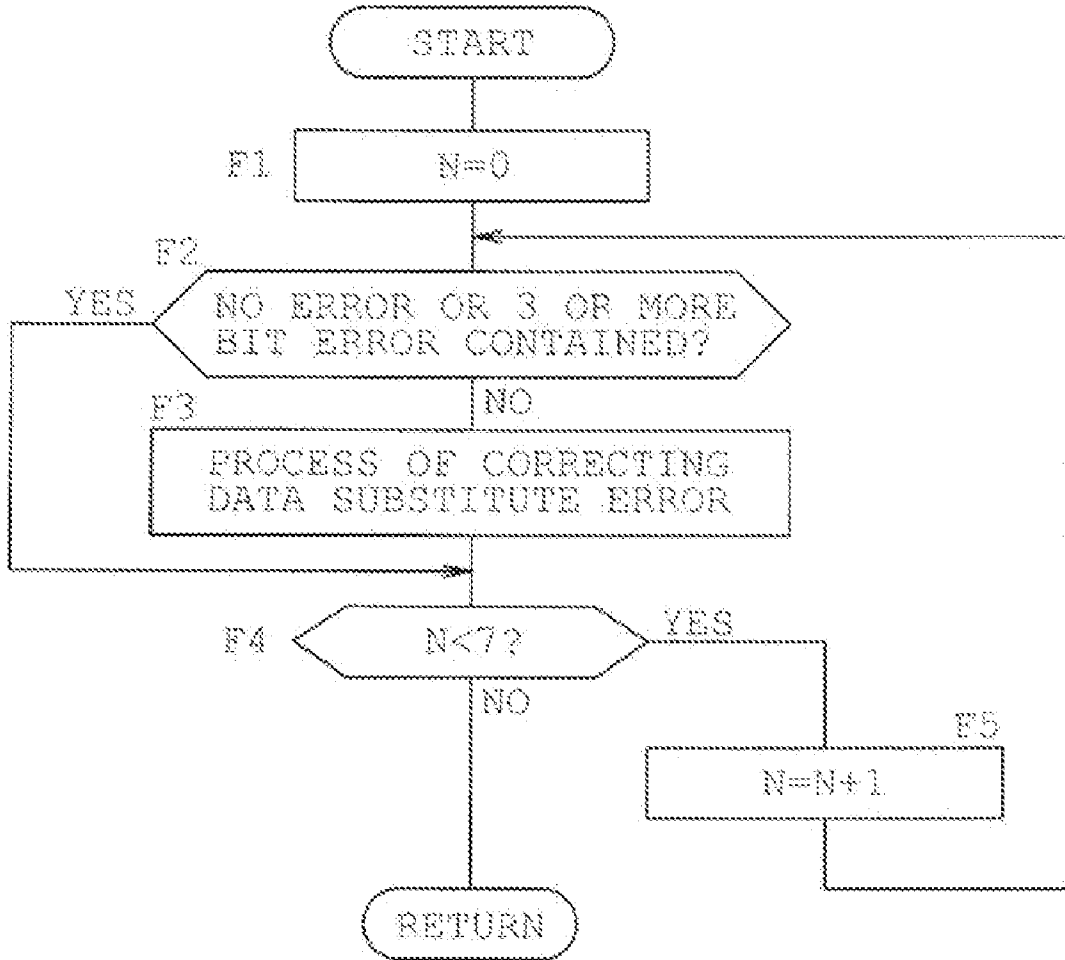 START
F1
N=0
F2
YES
NO ERROR OR 3 OR MORE
BIT ERROR CONTAINED?
NO
F3
PROCESS OF CORRECTING
DATA SUBSTITUTE ERROR
F4
N<7?
YES
NO
F5
N=N+1
RETURN